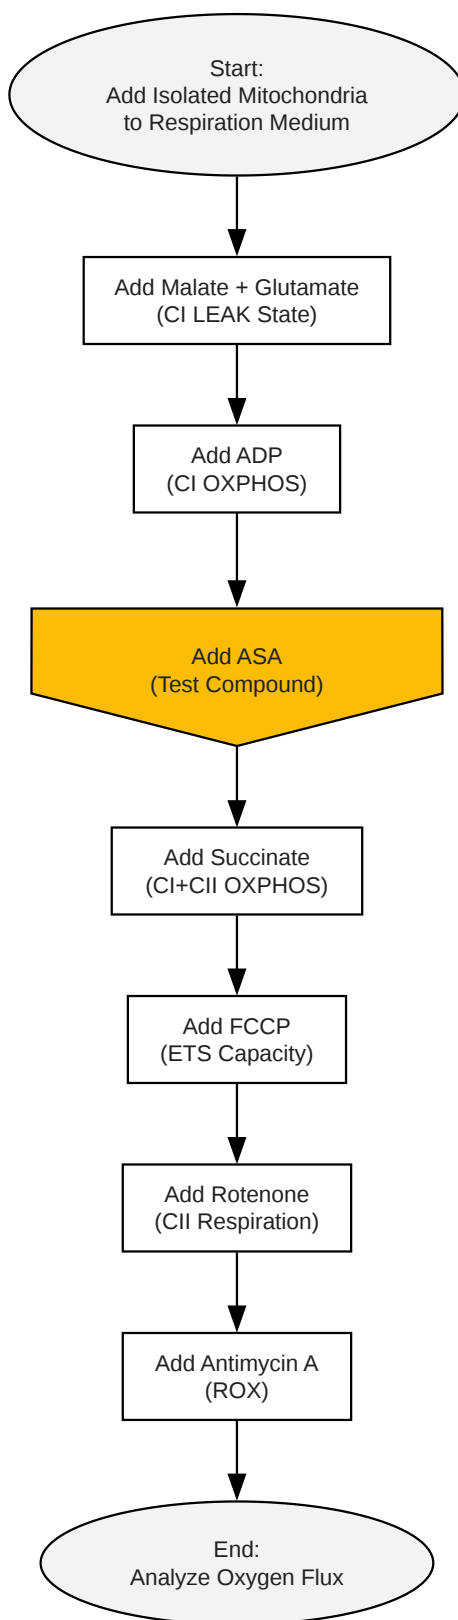 Start:
Add Isolated Mitochondria
to Respiration Medium
Add Malate + Glutamate
(CI LEAK State)
Add ADP
(CI OXPHOS)
Add ASA
(Test Compound)
Add Succinate
(CI+CII OXPHOS)
Add FCCP
(ETS Capacity)
Add Rotenone
(CII Respiration)
Add Antimycin A
(ROX)
End:
Analyze Oxygen Flux